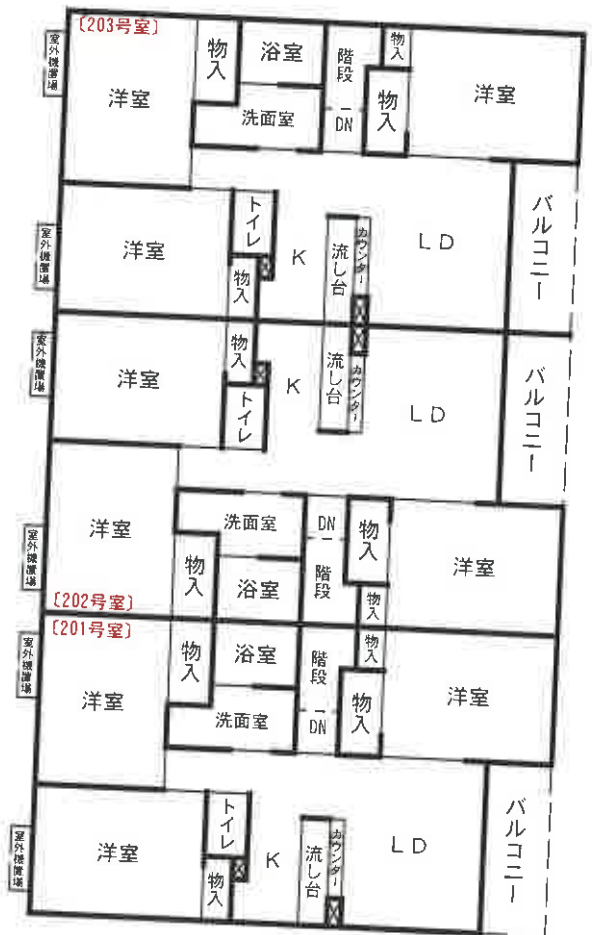 〔203号室〕
室外機置場
洋室
物入
浴室
洗面室
階段
DN
物入
物入
洋室
室外機置場
洋室
トイレ
物入
K
流し台
カウンター
LD
バルコニー
室外機置場
洋室
物入
トイレ
K
流し台
カウンター
LD
バルコニー
室外機置場
洋室
〔202号室〕
物入
洗面室
浴室
DN
階段
物入
物入
洋室
〔201号室〕
室外機置場
洋室
物入
浴室
洗面室
階段
DN
物入
物入
洋室
室外機置場
洋室
トイレ
物入
K
流し台
カウンター
LD
バルコニー